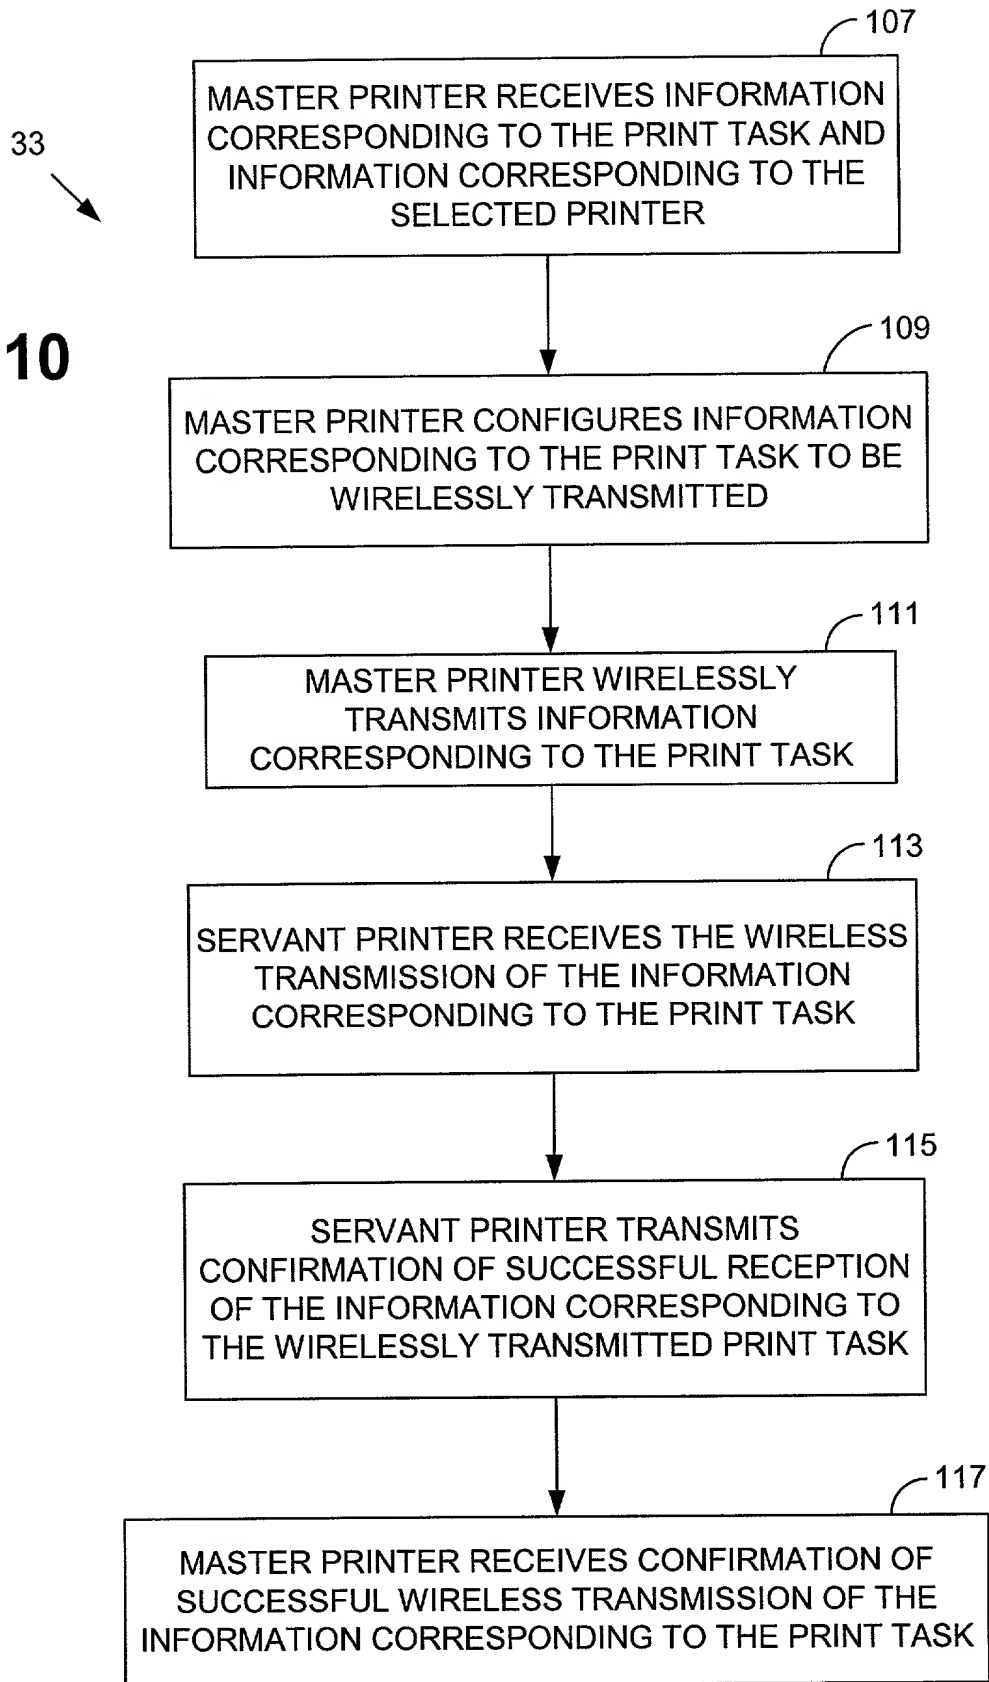 107
MASTER PRINTER RECEIVES INFORMATION
CORRESPONDING TO THE PRINT TASK AND
INFORMATION CORRESPONDING TO THE
SELECTED PRINTER
33
10
109
MASTER PRINTER CONFIGURES INFORMATION
CORRESPONDING TO THE PRINT TASK TO BE
WIRELESSLY TRANSMITTED
111
MASTER PRINTER WIRELESSLY
TRANSMITS INFORMATION
CORRESPONDING TO THE PRINT TASK
113
SERVANT PRINTER RECEIVES THE WIRELESS
TRANSMISSION OF THE INFORMATION
CORRESPONDING TO THE PRINT TASK
115
SERVANT PRINTER TRANSMITS
CONFIRMATION OF SUCCESSFUL RECEPTION
OF THE INFORMATION CORRESPONDING TO
THE WIRELESSLY TRANSMITTED PRINT TASK
117
MASTER PRINTER RECEIVES CONFIRMATION OF
SUCCESSFUL WIRELESS TRANSMISSION OF THE
INFORMATION CORRESPONDING TO THE PRINT TASK